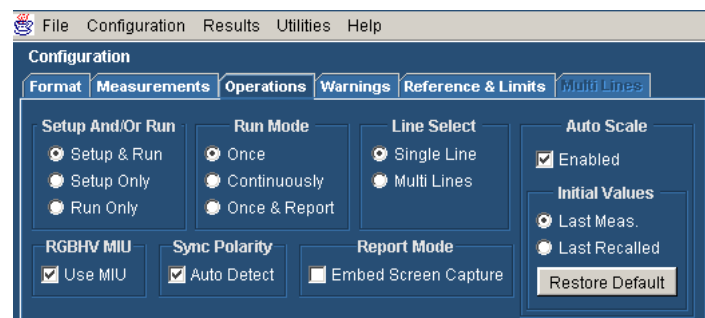 File Configuration Results Utilities Help
Configuration
Format Measurements Operations Warnings Reference & Limits Multi Lines
Setup And/Or Run
Setup & Run
Setup Only
Run Only
Run Mode
Once
Continuously
Once & Report
Line Select
Single Line
Multi Lines
Auto Scale
Enabled
Initial Values
Last Meas.
Last Recalled
Restore Default
RGBHV MIU
Use MIU
Sync Polarity
Auto Detect
Report Mode
Embed Screen Capture